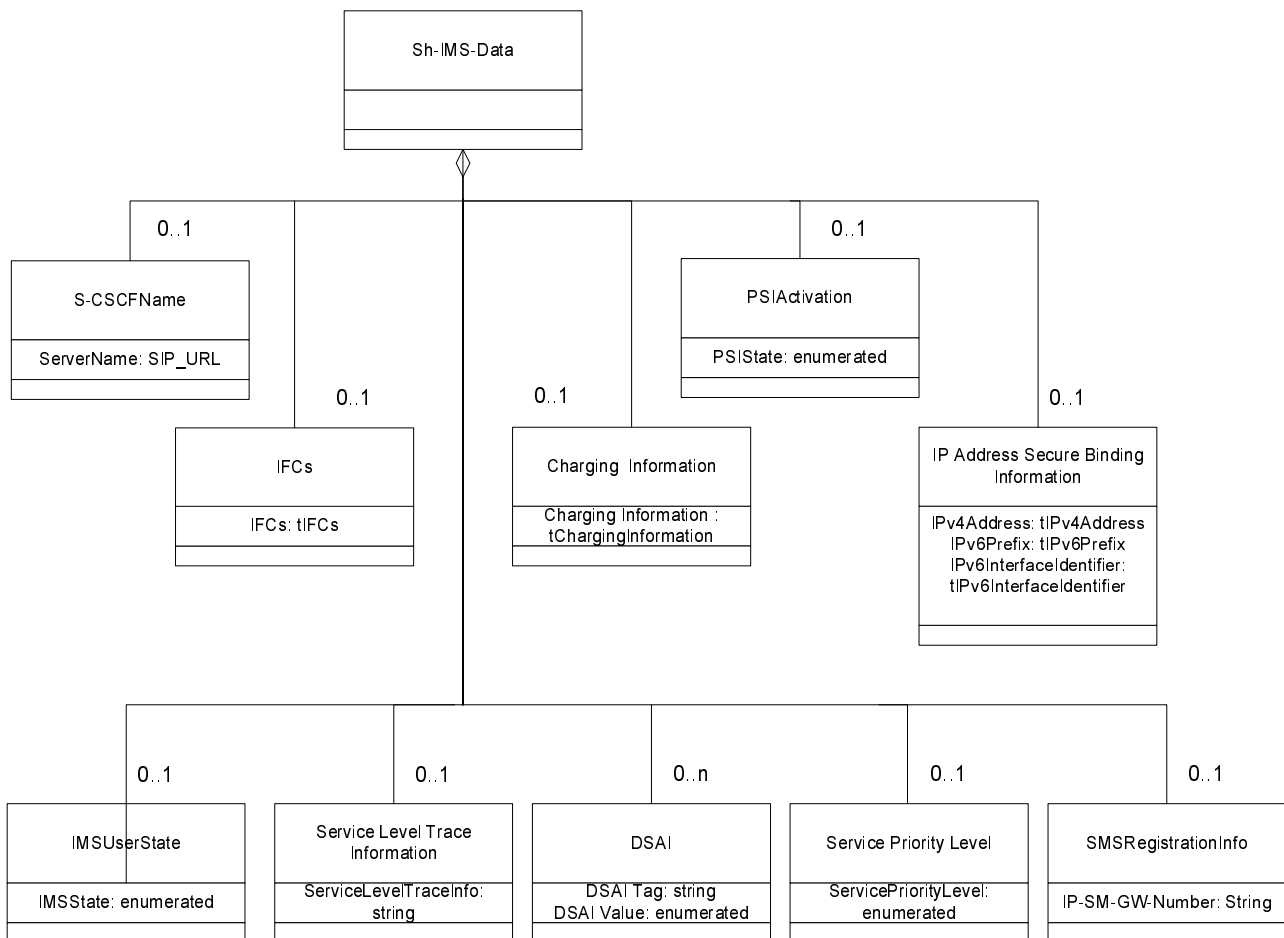 Sh-IMS-Data
0..1
0..1
S-CSCFName
ServerName: SIP_URL
PSIActivation
PSIState: enumerated
0..1
0..1
0..1
IFCs
IFCs: tIFCs
Charging Information
Charging Information :
tChargingInformation
IP Address Secure Binding
Information
IPv4Address: tIPv4Address
IPv6Prefix: tIPv6Prefix
IPv6InterfaceIdentifier:
tIPv6InterfaceIdentifier
0..1
0..1
0..n
0..1
0..1
IMSUserState
IMSState: enumerated
Service Level Trace
Information
ServiceLevelTraceInfo:
string
DSAI
DSAI Tag: string
DSAI Value: enumerated
Service Priority Level
ServicePriorityLevel:
enumerated
SMSRegistrationInfo
IP-SM-GW-Number: String